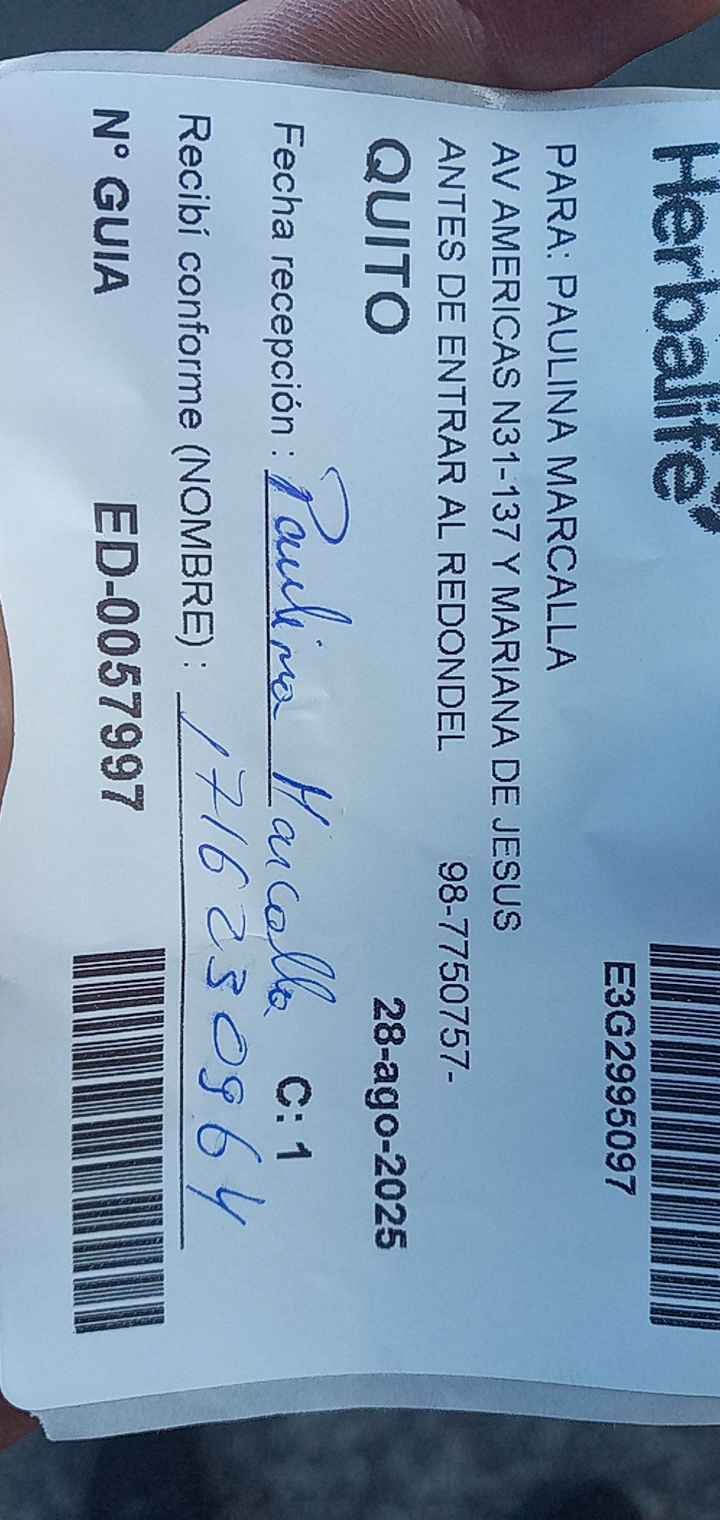 Herbalife
E3G2995097
PARA: PAULINA MARCALLA
AV AMERICAS N31-137 Y MARIANA DE JESUS
ANTES DE ENTRAR AL REDONDEL 98-7750757-
QUITO 28-ago-2025
Fecha recepción : Paulina Marcalla C: 1
Recibí conforme (NOMBRE) : 1716230964
N° GUIA ED-0057997